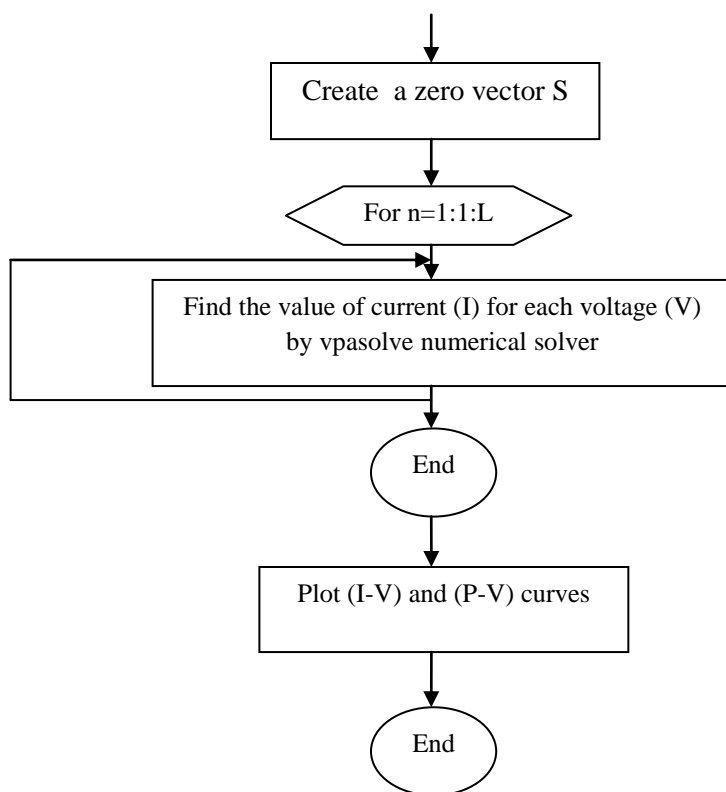 Create a zero vector S
For n=1:1:L
Find the value of current (I) for each voltage (V)
by vpasolve numerical solver
End
Plot (I-V) and (P-V) curves
End